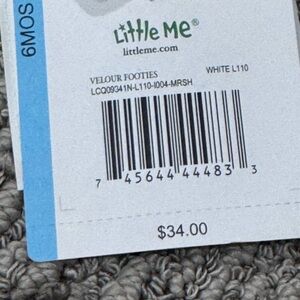 6MOS
Little Me®
littleme.com
VELOUR FOOTIES WHITE L110
LCQ09341N-L110-I004-MRSH
7 45644 44483 3
$34.00